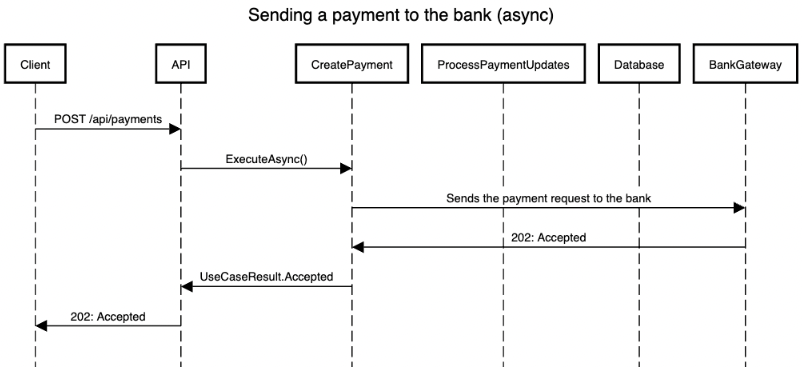 Sending a payment to the bank (async)
Client
API
CreatePayment
ProcessPaymentUpdates
Database
BankGateway
POST /api/payments
ExecuteAsync()
Sends the payment request to the bank
202: Accepted
UseCaseResult.Accepted
202: Accepted